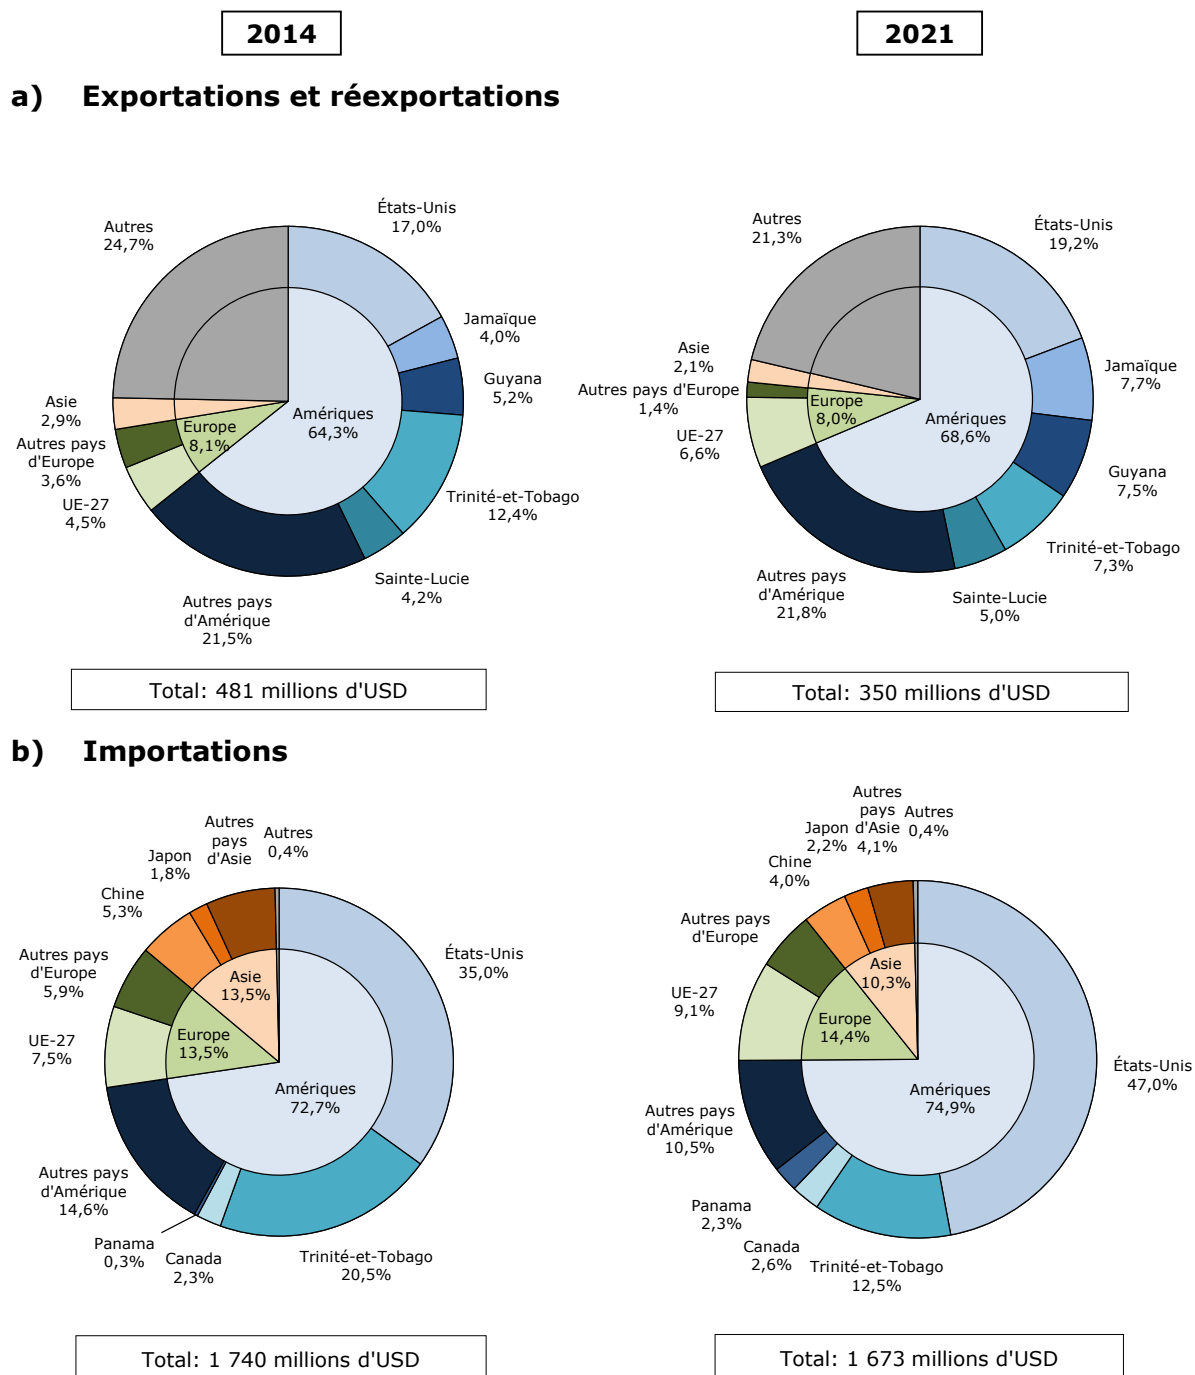 2014
2021
a) Exportations et réexportations
Autres
24,7%
États-Unis
17,0%
Jamaïque
4,0%
Guyana
5,2%
Asie
2,9%
Autres pays
d'Europe
3,6%
UE-27
4,5%
Europe
8,1%
Amériques
64,3%
Trinité-et-Tobago
12,4%
Sainte-Lucie
4,2%
Autres pays
d'Amérique
21,5%
Total: 481 millions d'USD
Autres
21,3%
États-Unis
19,2%
Asie
2,1%
Autres pays d'Europe
1,4%
UE-27
6,6%
Europe
8,0%
Amériques
68,6%
Jamaïque
7,7%
Guyana
7,5%
Trinité-et-Tobago
7,3%
Sainte-Lucie
5,0%
Autres pays
d'Amérique
21,8%
Total: 350 millions d'USD
b) Importations
Autres
pays
d'Asie
Autres
0,4%
Japon
1,8%
Chine
5,3%
Autres pays
d'Europe
5,9%
UE-27
7,5%
Asie
13,5%
Europe
13,5%
Amériques
72,7%
États-Unis
35,0%
Autres pays
d'Amérique
14,6%
Panama
0,3%
Canada
2,3%
Trinité-et-Tobago
20,5%
Total: 1 740 millions d'USD
Autres
pays
d'Asie
4,1%
Autres
0,4%
Japon
2,2%
Chine
4,0%
Autres pays
d'Europe
UE-27
9,1%
Asie
10,3%
Europe
14,4%
Amériques
74,9%
États-Unis
47,0%
Autres pays
d'Amérique
10,5%
Panama
2,3%
Canada
2,6%
Trinité-et-Tobago
12,5%
Total: 1 673 millions d'USD